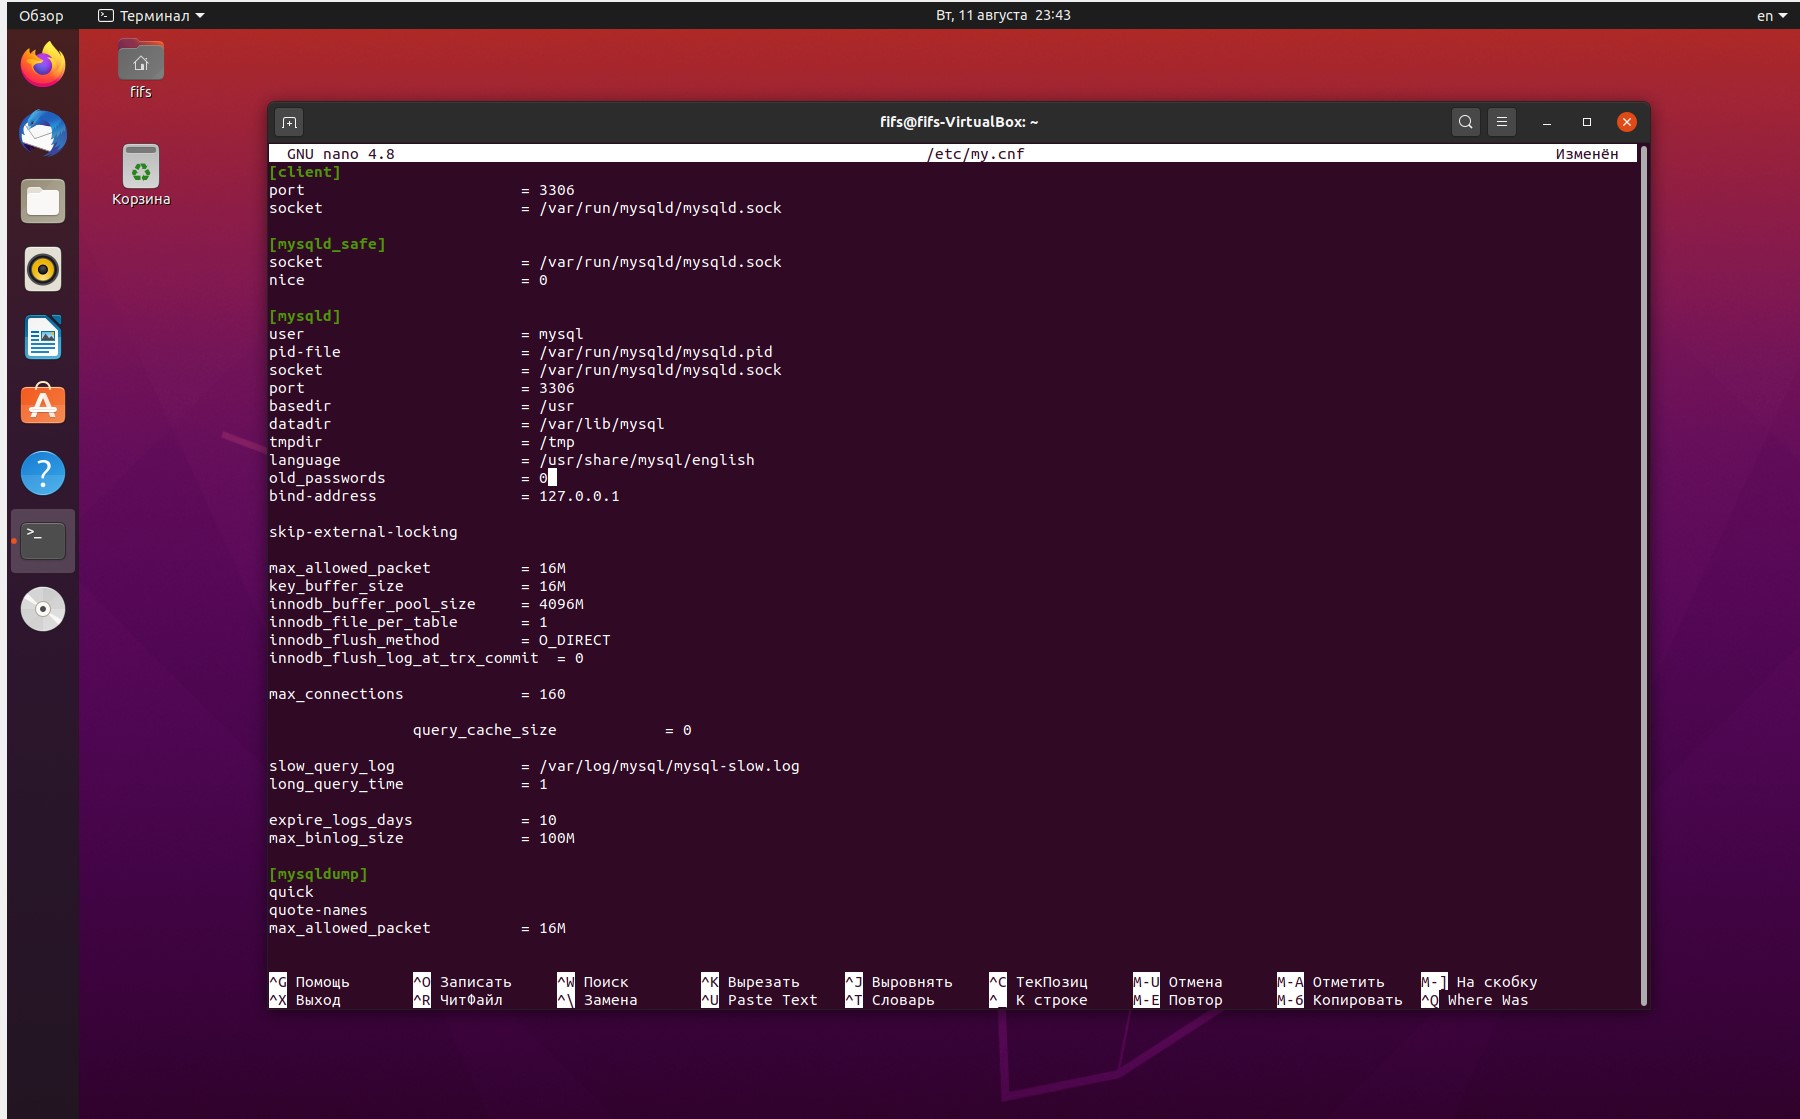 Обзор
Терминал
Вт, 11 августа 23:43
en
fifs
Корзина
fifs@fifs-VirtualBox: ~
GNU nano 4.8 /etc/my.cnf Изменён
[client]
port = 3306
socket = /var/run/mysqld/mysqld.sock
[mysqld_safe]
socket = /var/run/mysqld/mysqld.sock
nice = 0
[mysqld]
user = mysql
pid-file = /var/run/mysqld/mysqld.pid
socket = /var/run/mysqld/mysqld.sock
port = 3306
basedir = /usr
datadir = /var/lib/mysql
tmpdir = /tmp
language = /usr/share/mysql/english
old_passwords = 0
bind-address = 127.0.0.1
skip-external-locking
max_allowed_packet = 16M
key_buffer_size = 16M
innodb_buffer_pool_size = 4096M
innodb_file_per_table = 1
innodb_flush_method = O_DIRECT
innodb_flush_log_at_trx_commit = 0
max_connections = 160
query_cache_size = 0
slow_query_log = /var/log/mysql/mysql-slow.log
long_query_time = 1
expire_logs_days = 10
max_binlog_size = 100M
[mysqldump]
quick
quote-names
max_allowed_packet = 16M
^G Помощь ^O Записать ^W Поиск ^K Вырезать ^J Выровнять ^C ТекПозиц M-U Отмена M-A Отметить M-] На скобку
^X Выход ^R ЧитФайл ^\ Замена ^U Paste Text ^T Словарь ^_ К строке M-E Повтор M-6 Копировать ^Q Where Was